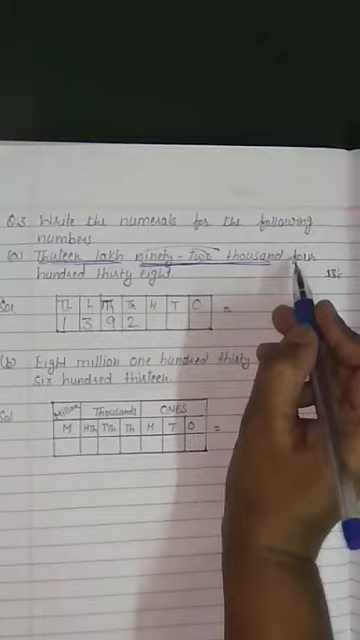 Q.3 Write the numerals for the following
numbers
(a) Thirteen lakh ninety-two thousand four
hundred thirty eight
Sol TL L TTh Th H T O =
1 3 9 2
(b) Eight million one hundred thirty
six hundred thirteen.
Sol Million Thousands ONES
M HTh TTh Th H T O =